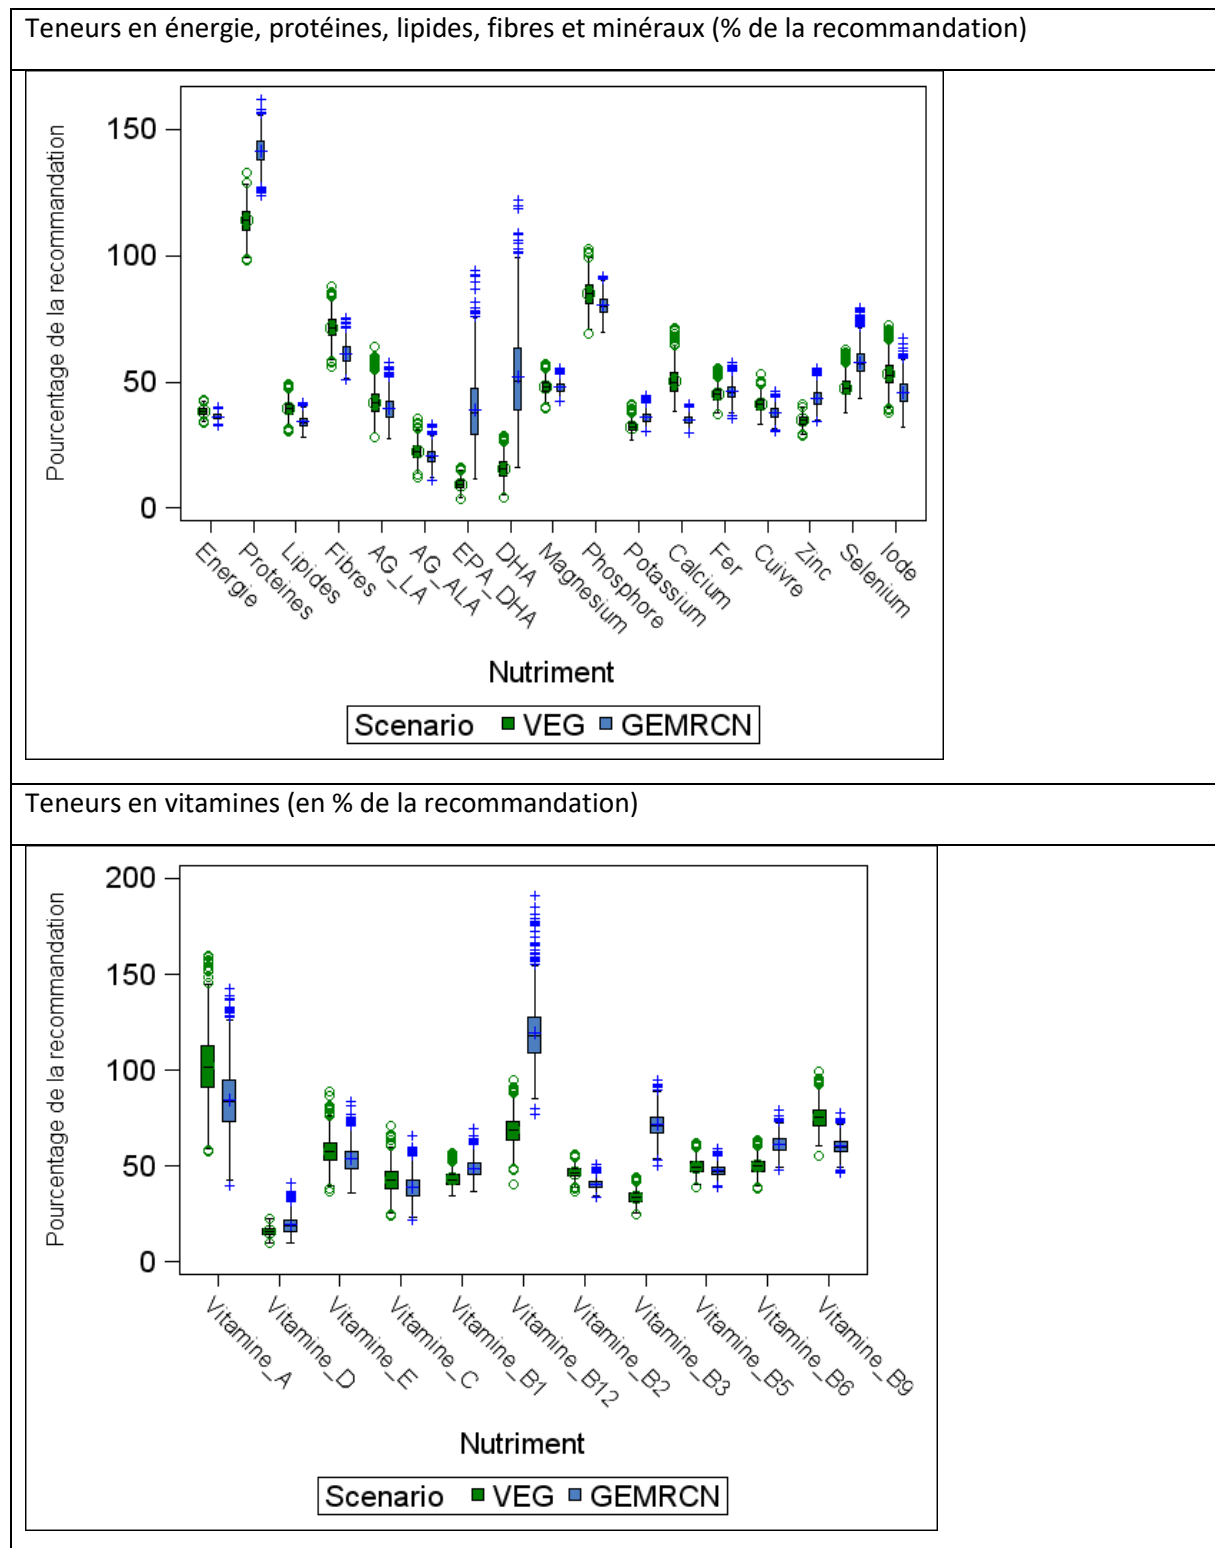 Teneurs en énergie, protéines, lipides, fibres et minéraux (% de la recommandation)
Pourcentage de la recommandation
150
100
50
0
Energie
Proteines
Lipides
Fibres
AG_LA
AG_ALA
EPA_DHA
DHA
Magnesium
Phosphore
Potassium
Calcium
Fer
Cuivre
Zinc
Selenium
Iode
Nutriment
Scenario VEG GEMRCN
Teneurs en vitamines (en % de la recommandation)
Pourcentage de la recommandation
200
150
100
50
0
Vitamine_A
Vitamine_D
Vitamine_E
Vitamine_C
Vitamine_B1
Vitamine_B12
Vitamine_B2
Vitamine_B3
Vitamine_B5
Vitamine_B6
Vitamine_B9
Nutriment
Scenario VEG GEMRCN